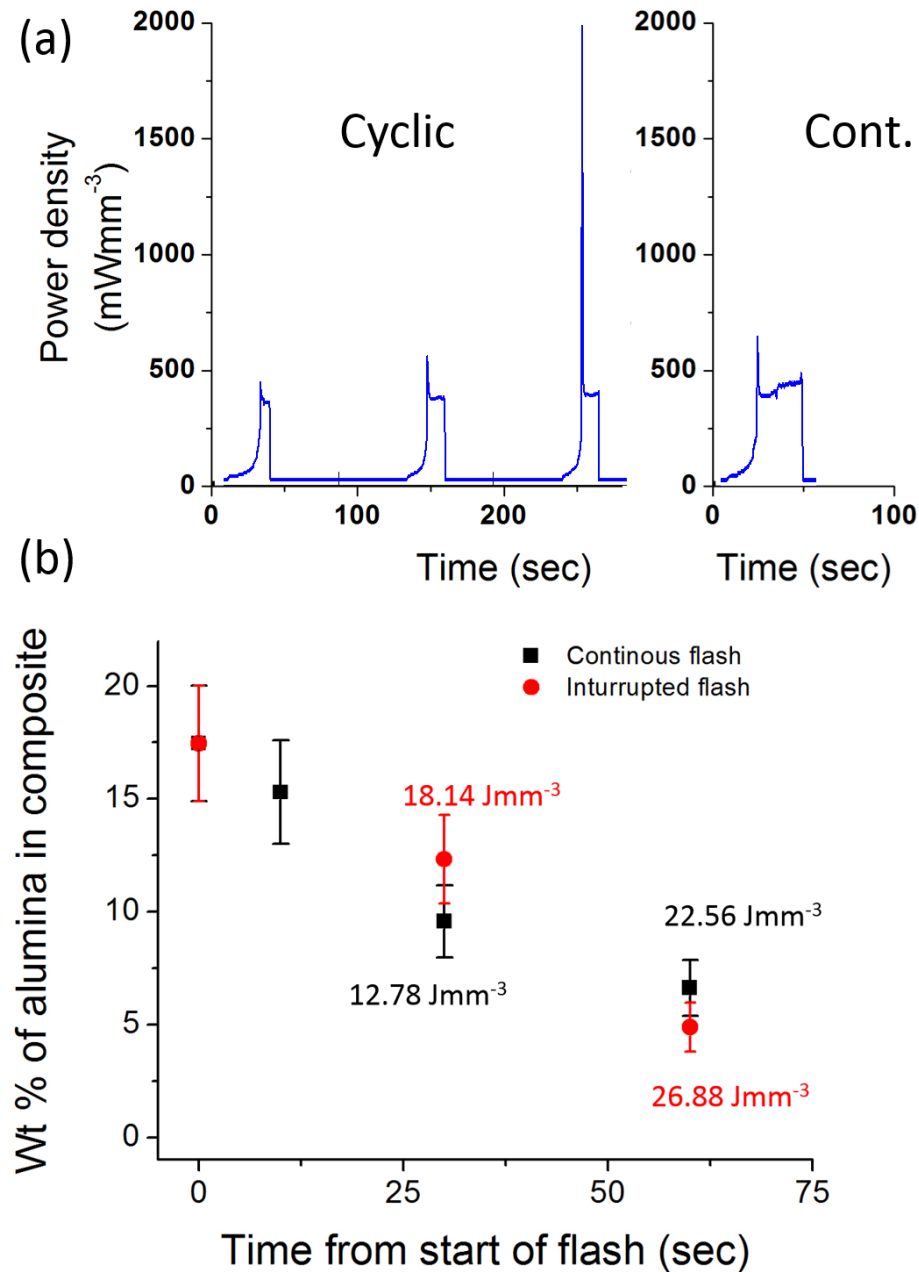 (a)
Power density
(mWmm⁻³)
2000
1500
1000
500
0
Cyclic
0
100
200
Time (sec)
2000
1500
1000
500
0
Cont.
0
100
Time (sec)
(b)
Wt % of alumina in composite
20
15
10
5
0
Continous flash
Inturrupted flash
18.14 Jmm⁻³
12.78 Jmm⁻³
22.56 Jmm⁻³
26.88 Jmm⁻³
0
25
50
75
Time from start of flash (sec)